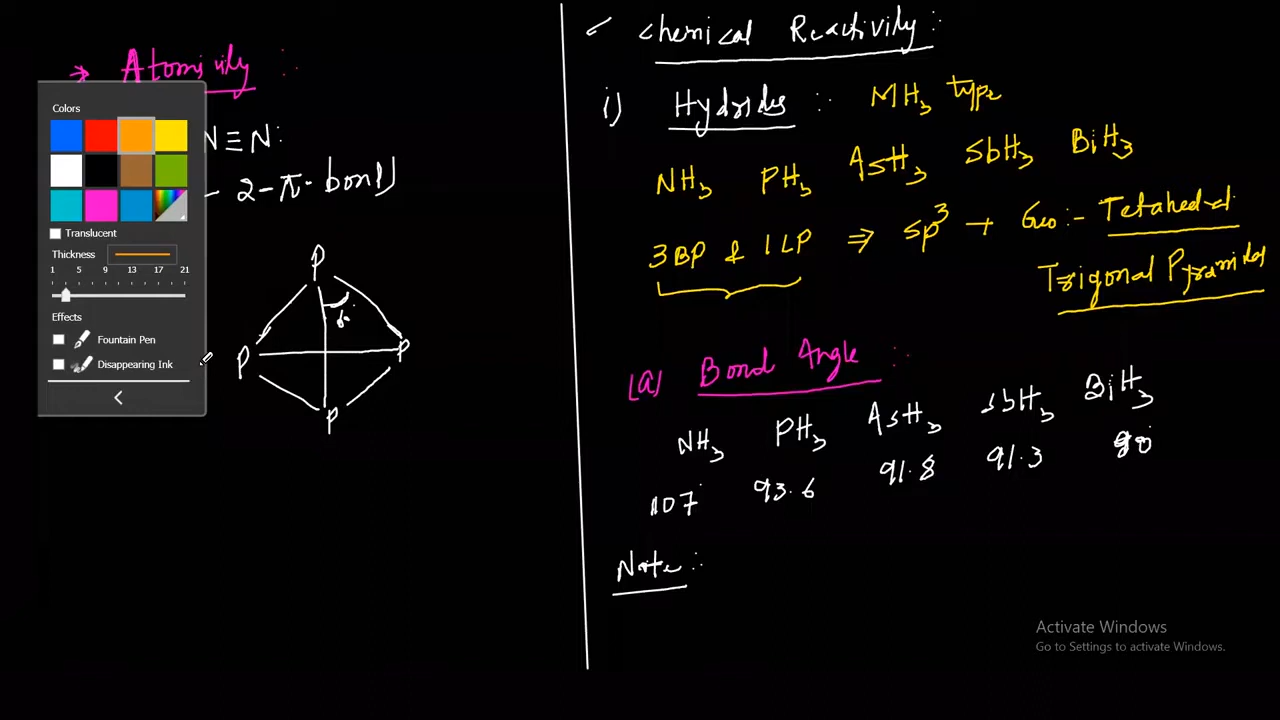 → Atomicity :
N≡N:
- 2-π-bond)
P
60
P P
P
Colors
Translucent
Thickness
1 5 9 13 17 21
Effects
Fountain Pen
Disappearing Ink
Chemical Reactivity :
i) Hydrides : MH3 type
NH3 PH3 AsH3 SbH3 BiH3
3BP & 1LP ⇒ sp3 → Geo :- Tetahedral
Trigonal Pyramidal
(a) Bond Angle :
NH3 PH3 AsH3 SbH3 BiH3
107° 93.6 91.8 91.3 90°
Note :
Activate Windows
Go to Settings to activate Windows.